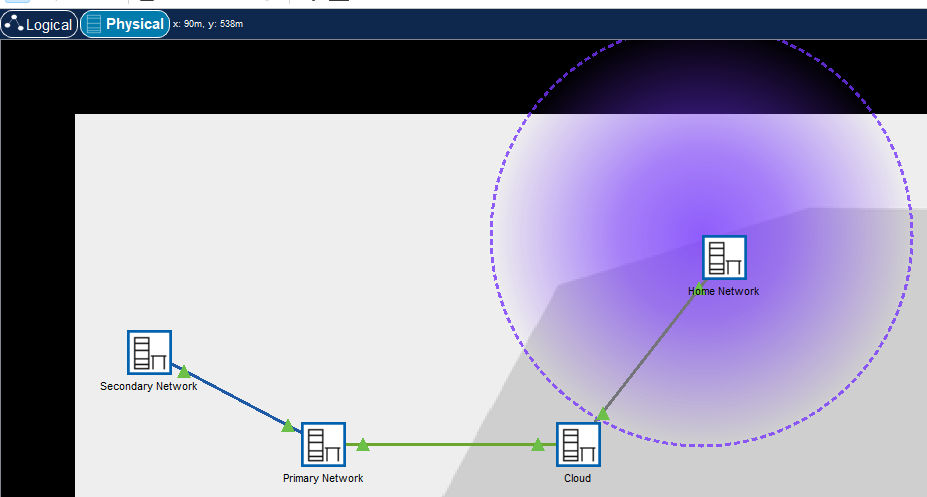 Logical
Physical
x: 90m, y: 538m
Home Network
Secondary Network
Primary Network
Cloud